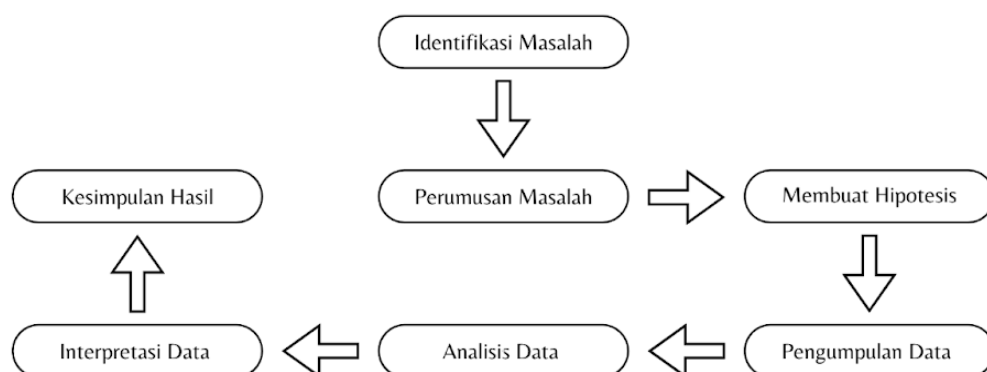 Identifikasi Masalah
Kesimpulan Hasil
Perumusan Masalah
Membuat Hipotesis
Interpretasi Data
Analisis Data
Pengumpulan Data